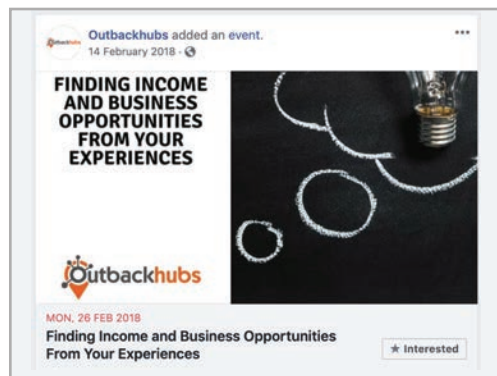 Outbackhubs added an event.
14 February 2018 ·
FINDING INCOME
AND BUSINESS
OPPORTUNITIES
FROM YOUR
EXPERIENCES
Outbackhubs
MON, 26 FEB 2018
Finding Income and Business Opportunities
From Your Experiences
★ Interested